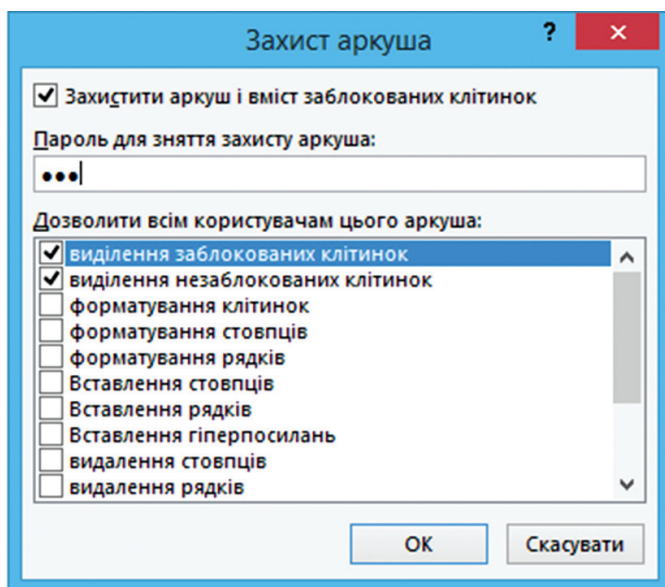 Захист аркуша
?
Захистити аркуш і вміст заблокованих клітинок
Пароль для зняття захисту аркуша:
•••
Дозволити всім користувачам цього аркуша:
виділення заблокованих клітинок
виділення незаблокованих клітинок
форматування клітинок
форматування стовпців
форматування рядків
Вставлення стовпців
Вставлення рядків
Вставлення гіперпосилань
видалення стовпців
видалення рядків
ОК
Скасувати